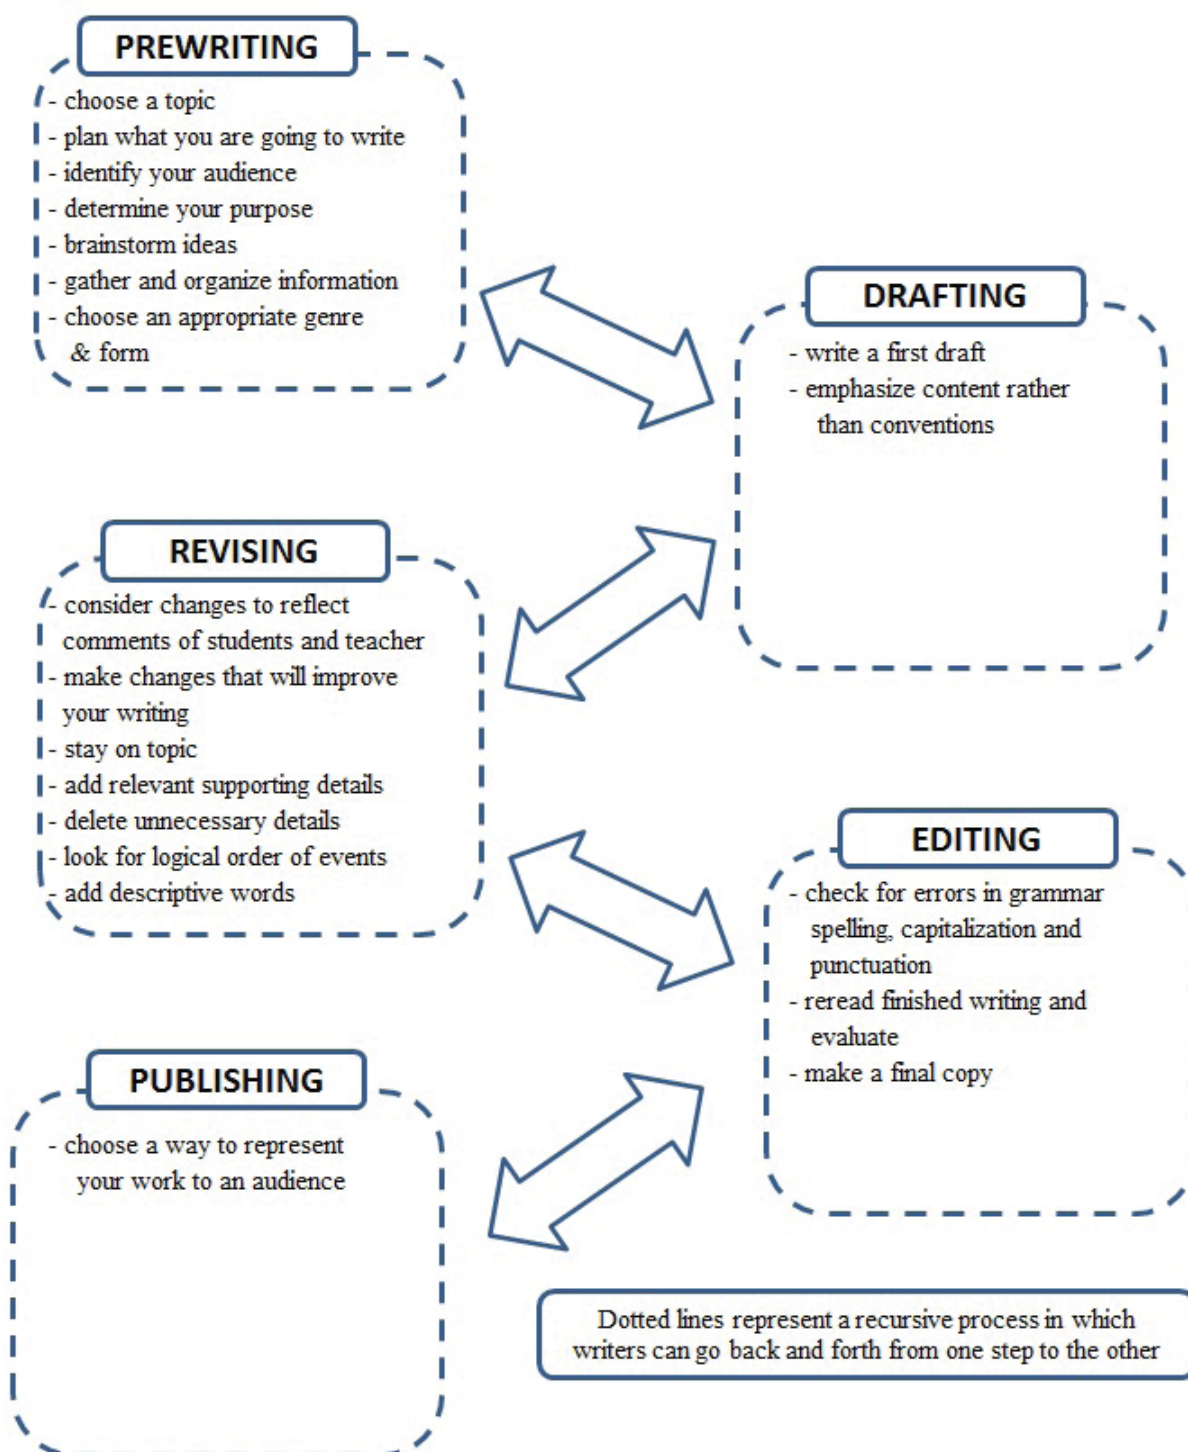 PREWRITING
- choose a topic
- plan what you are going to write
- identify your audience
- determine your purpose
- brainstorm ideas
- gather and organize information
- choose an appropriate genre
& form
DRAFTING
- write a first draft
- emphasize content rather
than conventions
REVISING
- consider changes to reflect
comments of students and teacher
- make changes that will improve
your writing
- stay on topic
- add relevant supporting details
- delete unnecessary details
- look for logical order of events
- add descriptive words
EDITING
- check for errors in grammar
spelling, capitalization and
punctuation
- reread finished writing and
evaluate
- make a final copy
PUBLISHING
- choose a way to represent
your work to an audience
Dotted lines represent a recursive process in which
writers can go back and forth from one step to the other